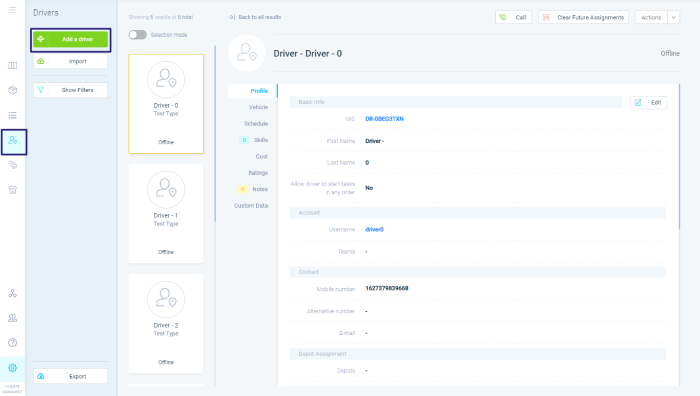 Drivers
Add a driver
Import
Show Filters
Export
Showing 5 results of 5 total
Selection mode
Driver - 0
Test Type
Offline
Driver - 1
Test Type
Offline
Driver - 2
Test Type
Offline
Back to all results
Call
Clear Future Assignments
Actions
Driver - Driver - 0
Offline
Profile
Vehicle
Schedule
0 Skills
Cost
Ratings
0 Notes
Custom Data
Basic Info
Edit
UID DR-0BEG3TXN
First Name Driver -
Last Name 0
Allow driver to start tasks
in any order No
Account
Username driver0
Teams -
Contact
Mobile number 1627379839668
Alternative number -
E-mail -
Depot Assignment
Depots -